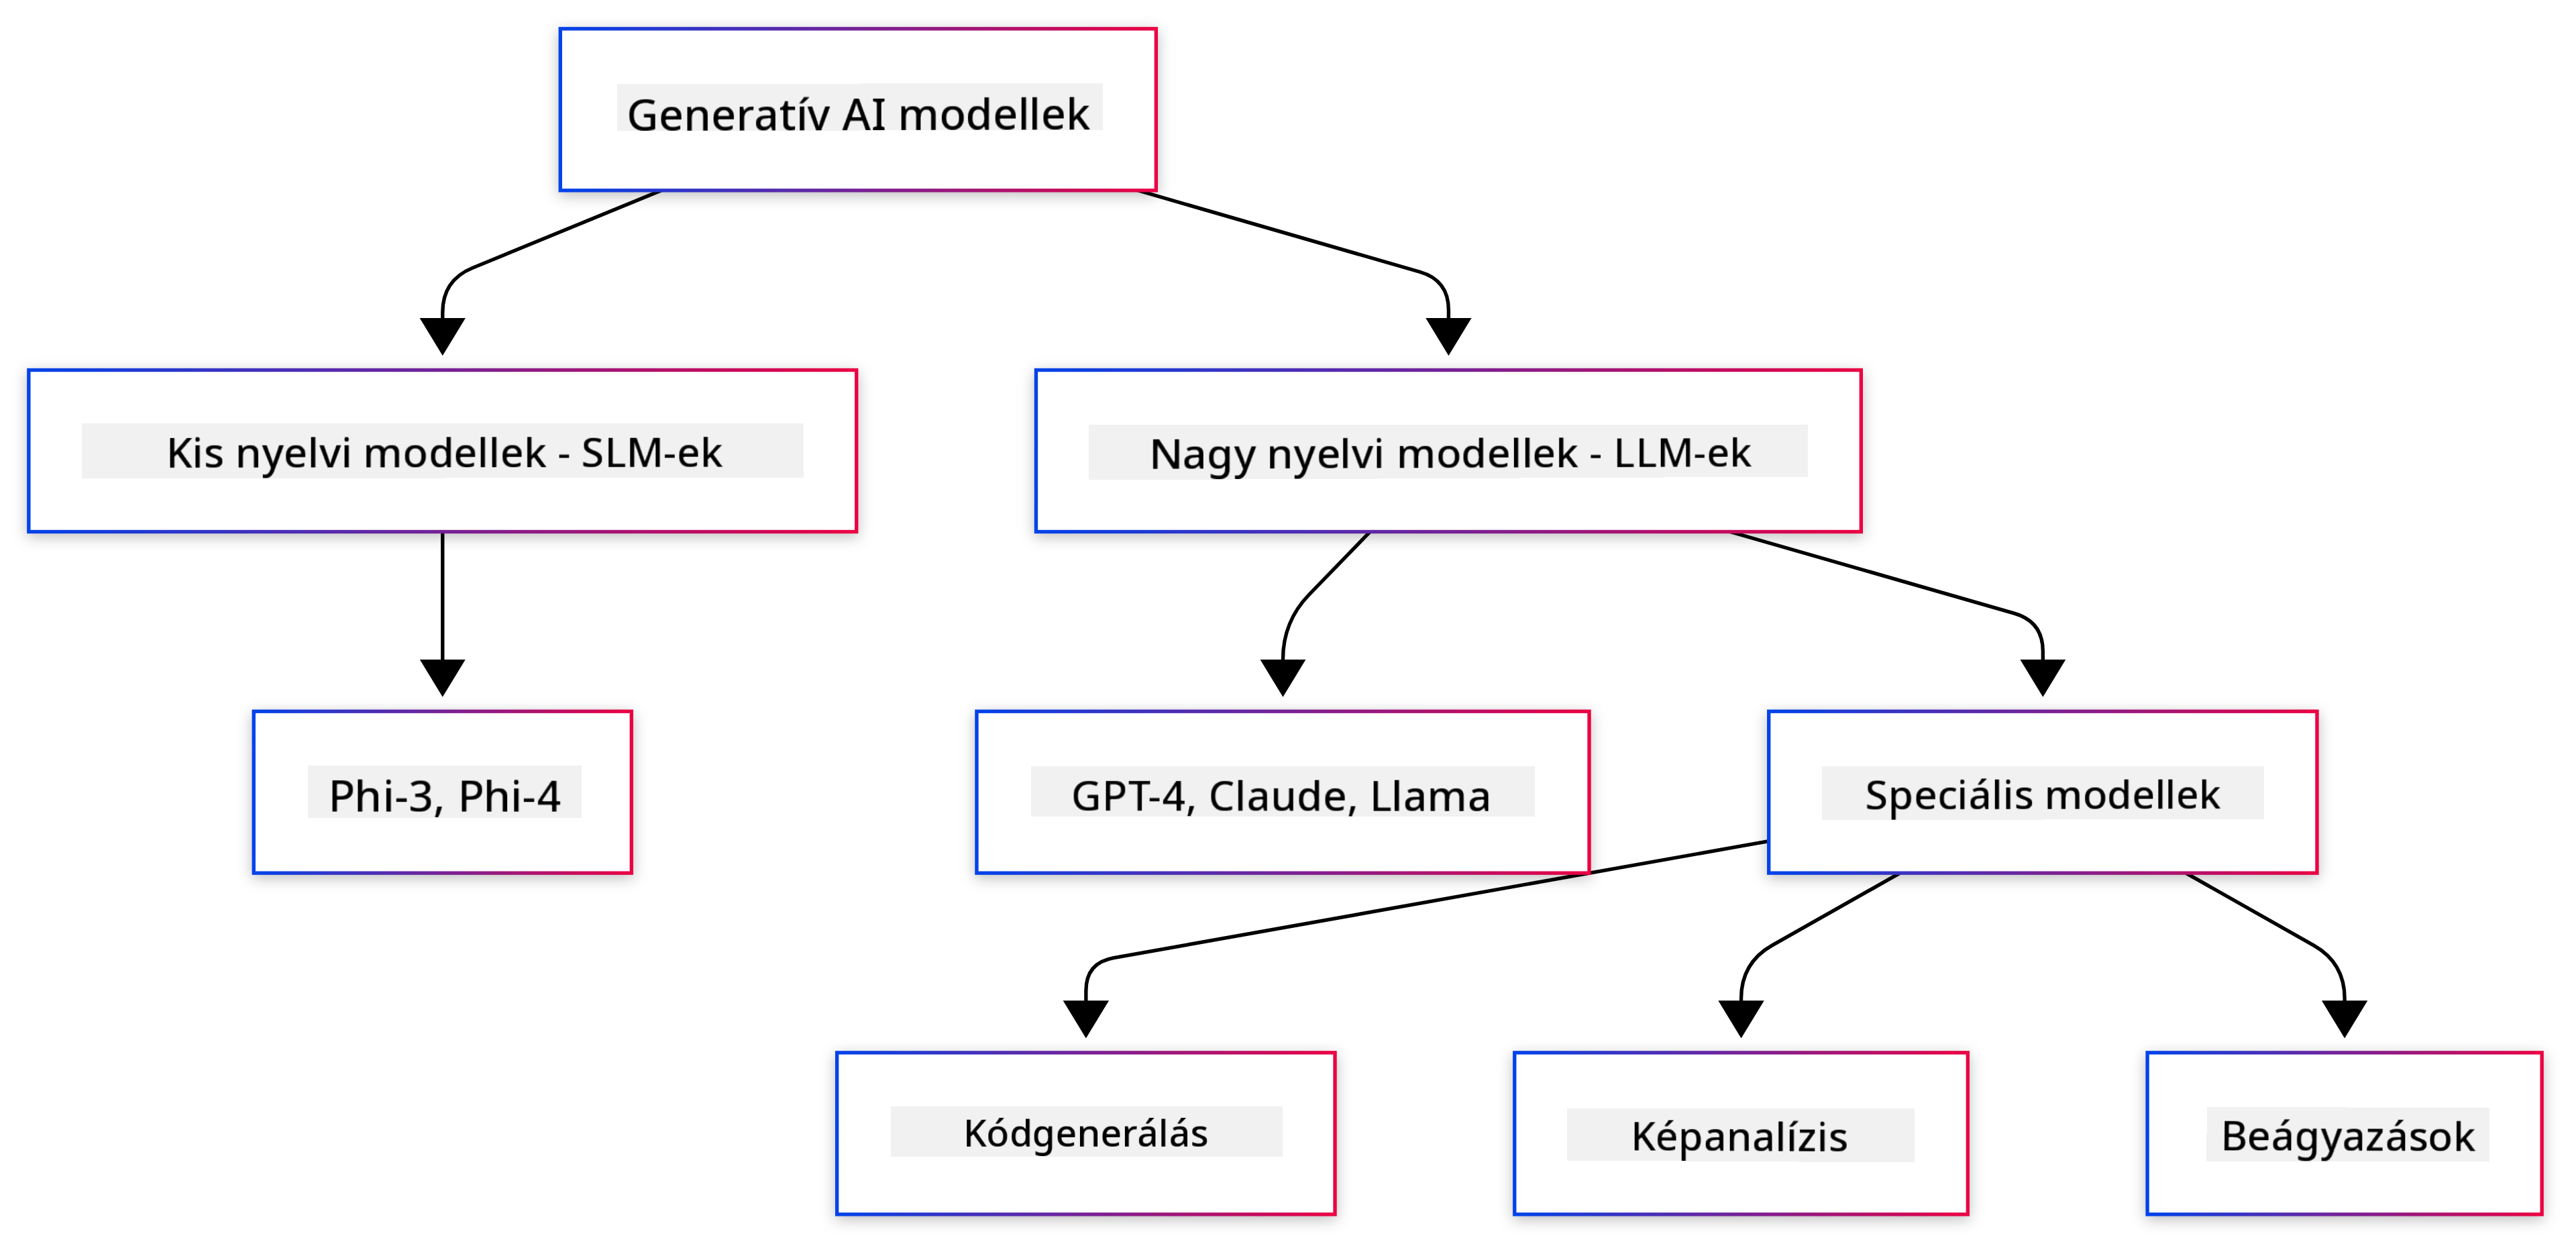 Generatív AI modellek
Kis nyelvi modellek - SLM-ek
Nagy nyelvi modellek - LLM-ek
Phi-3, Phi-4
GPT-4, Claude, Llama
Speciális modellek
Kódgenerálás
Képanalízis
Beágyazások